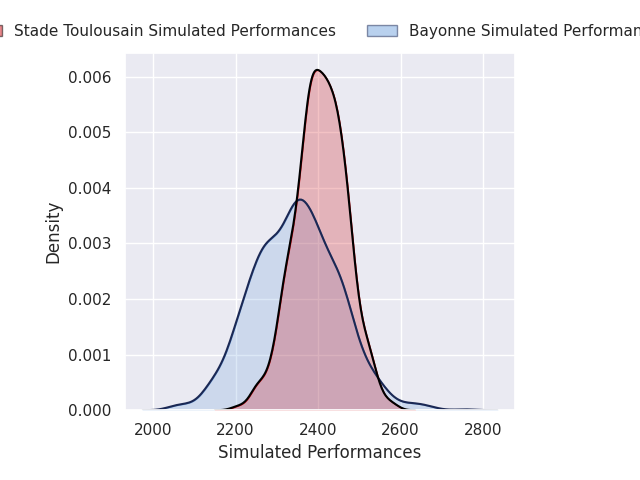 Stade Toulousain Simulated Performances
Bayonne Simulated
0.006
0.005
0.004
0.003
0.002
0.001
0.000
Density
2000 2200 2400 2600 2800
Simulated Performances